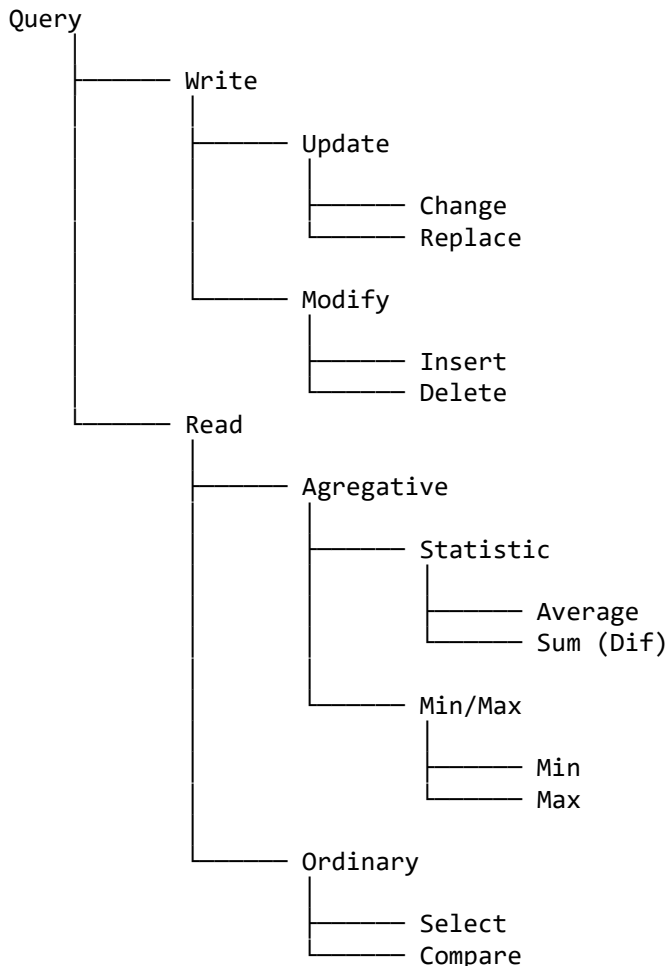 Query
Write
Update
Change
Replace
Modify
Insert
Delete
Read
Agregative
Statistic
Average
Sum (Dif)
Min/Max
Min
Max
Ordinary
Select
Compare